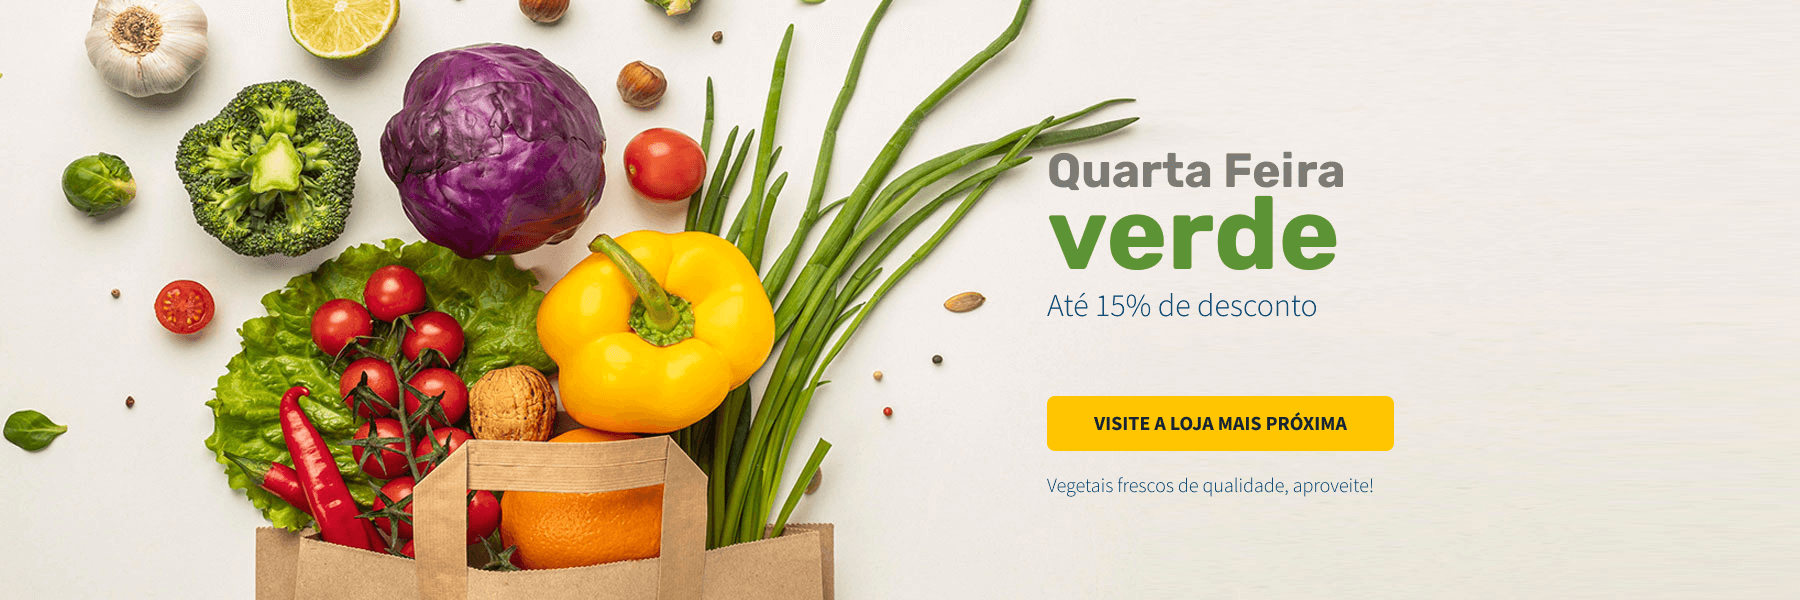 Quarta Feira
verde
Até 15% de desconto
VISITE A LOJA MAIS PRÓXIMA
Vegetais frescos de qualidade, aproveite!